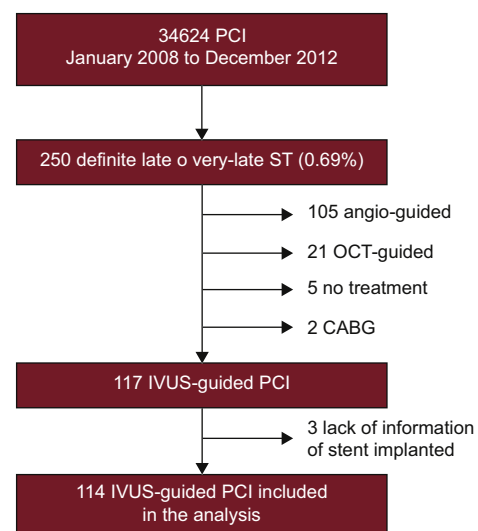 34624 PCI
January 2008 to December 2012
250 definite late o very-late ST (0.69%)
105 angio-guided
21 OCT-guided
5 no treatment
2 CABG
117 IVUS-guided PCI
3 lack of information
of stent implanted
114 IVUS-guided PCI included
in the analysis